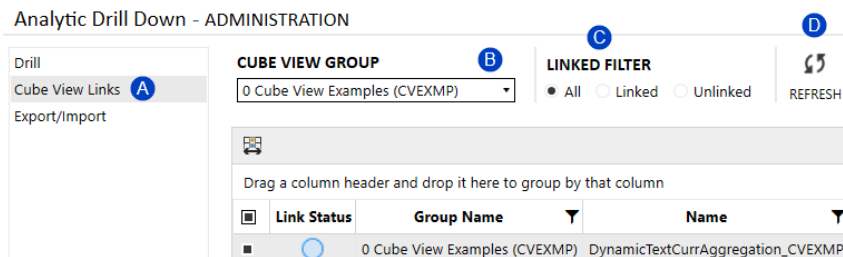 Analytic Drill Down - ADMINISTRATION
Drill
Cube View Links A
Export/Import
CUBE VIEW GROUP B
0 Cube View Examples (CVEXMP)
C
LINKED FILTER
All Linked Unlinked
D
REFRESH
Drag a column header and drop it here to group by that column
Link Status Group Name Name
0 Cube View Examples (CVEXMP) DynamicTextCurrAggregation_CVEXMP